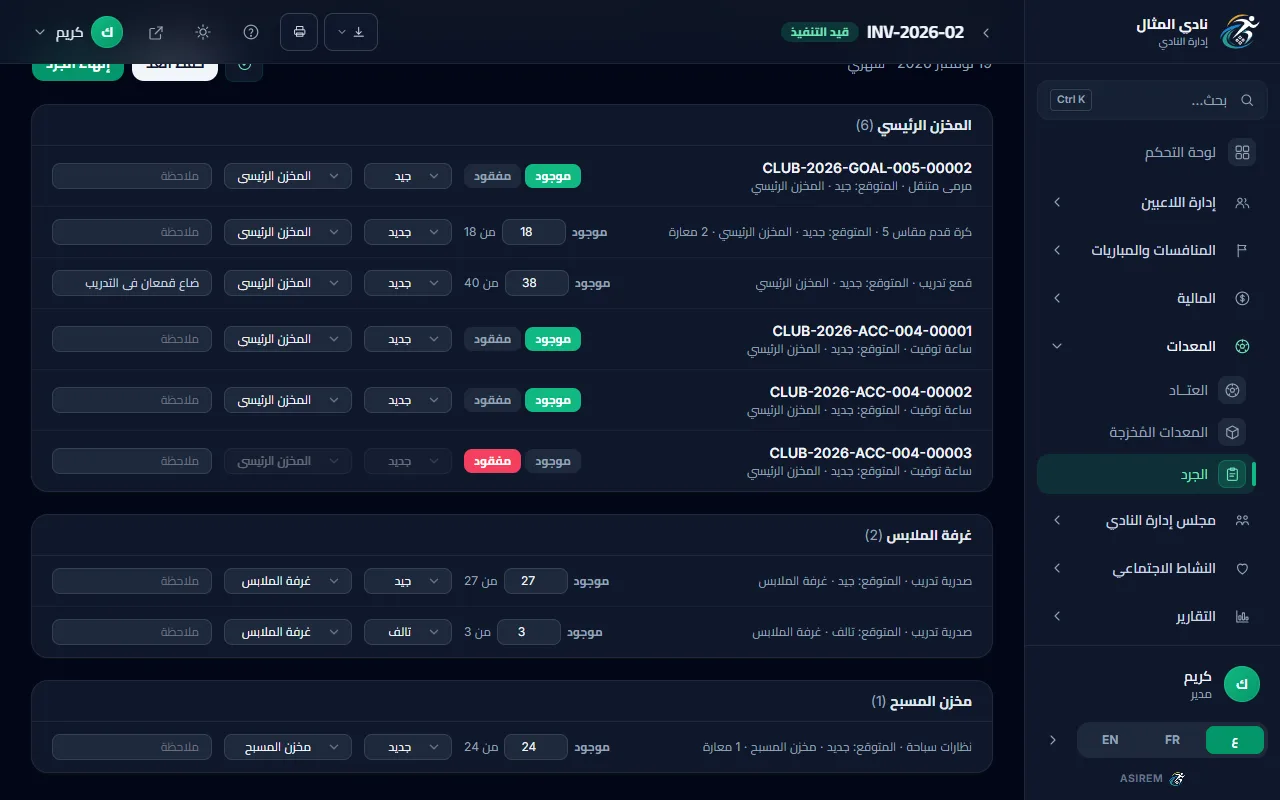 نادي المثال
إدارة النادي
بحث...
Ctrl K
لوحة التحكم
إدارة اللاعبين
المنافسات والمباريات
المالية
المعدات
العتــاد
المعدات المُخرَجة
الجرد
مجلس إدارة النادي
النشاط الاجتماعي
التقارير
ك
كريم
مدير
ع
FR
EN
ASIREM
INV-2026-02
قيد التنفيذ
ك
كريم
المخزن الرئيسي (6)
CLUB-2026-GOAL-005-00002
مرمى متنقل · المتوقع: جيد · المخزن الرئيسي
موجود مفقود جيد المخزن الرئيسي ملاحظة
كرة قدم مقاس 5 · المتوقع: جديد · المخزن الرئيسي · 2 معارة
موجود 18 من 18 جديد المخزن الرئيسي ملاحظة
قمع تدريب · المتوقع: جديد · المخزن الرئيسي
موجود 38 من 40 جديد المخزن الرئيسي ضاع قمعان في التدريب
CLUB-2026-ACC-004-00001
ساعة توقيت · المتوقع: جديد · المخزن الرئيسي
موجود مفقود جديد المخزن الرئيسي ملاحظة
CLUB-2026-ACC-004-00002
ساعة توقيت · المتوقع: جديد · المخزن الرئيسي
موجود مفقود جديد المخزن الرئيسي ملاحظة
CLUB-2026-ACC-004-00003
ساعة توقيت · المتوقع: جديد · المخزن الرئيسي
موجود مفقود جديد المخزن الرئيسي ملاحظة
غرفة الملابس (2)
صدرية تدريب · المتوقع: جيد · غرفة الملابس
موجود 27 من 27 جيد غرفة الملابس ملاحظة
صدرية تدريب · المتوقع: تالف · غرفة الملابس
موجود 3 من 3 تالف غرفة الملابس ملاحظة
مخزن المسبح (1)
نظارات سباحة · المتوقع: جديد · مخزن المسبح · 1 معارة
موجود 24 من 24 جديد مخزن المسبح ملاحظة